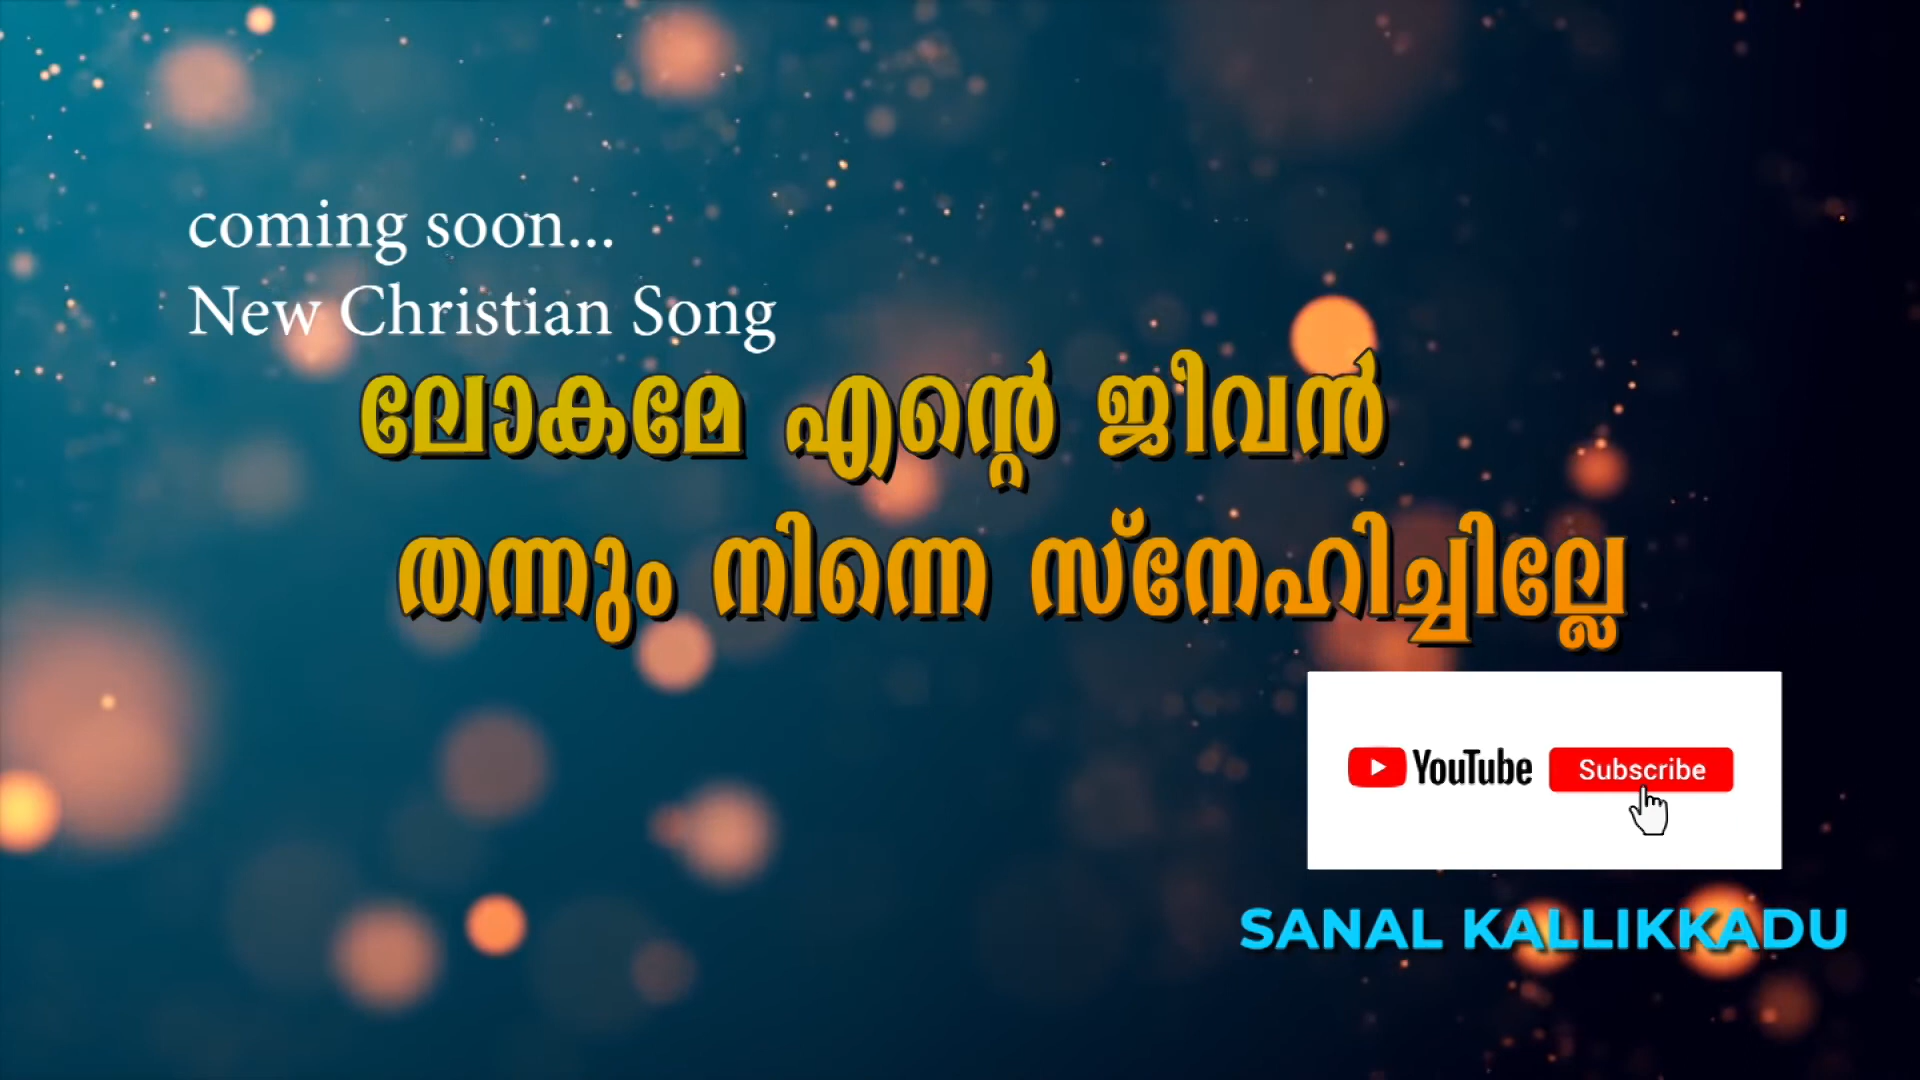 coming soon...
New Christian Song
ലോകമേ എന്റെ ജീവൻ
തന്നും നിന്നെ സ്നേഹിച്ചില്ലേ
YouTube Subscribe
SANAL KALLIKKADU